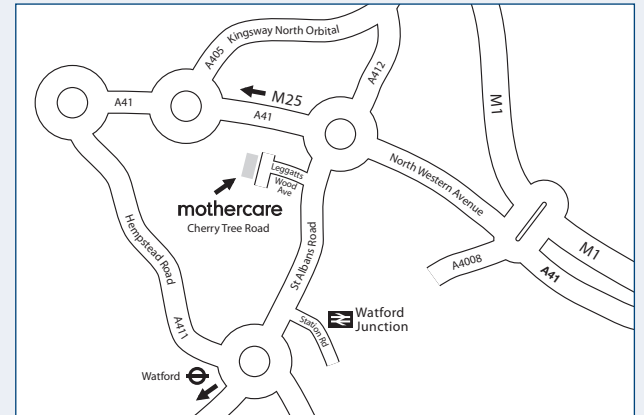 Kingsway North Orbital
A405
A412
M25
A41
A41
M1
Leggatts
Wood
Ave
North Western Avenue
mothercare
Cherry Tree Road
Hempstead Road
St Albans Road
A4008
M1
A41
Station Rd
Watford
Junction
A411
Watford